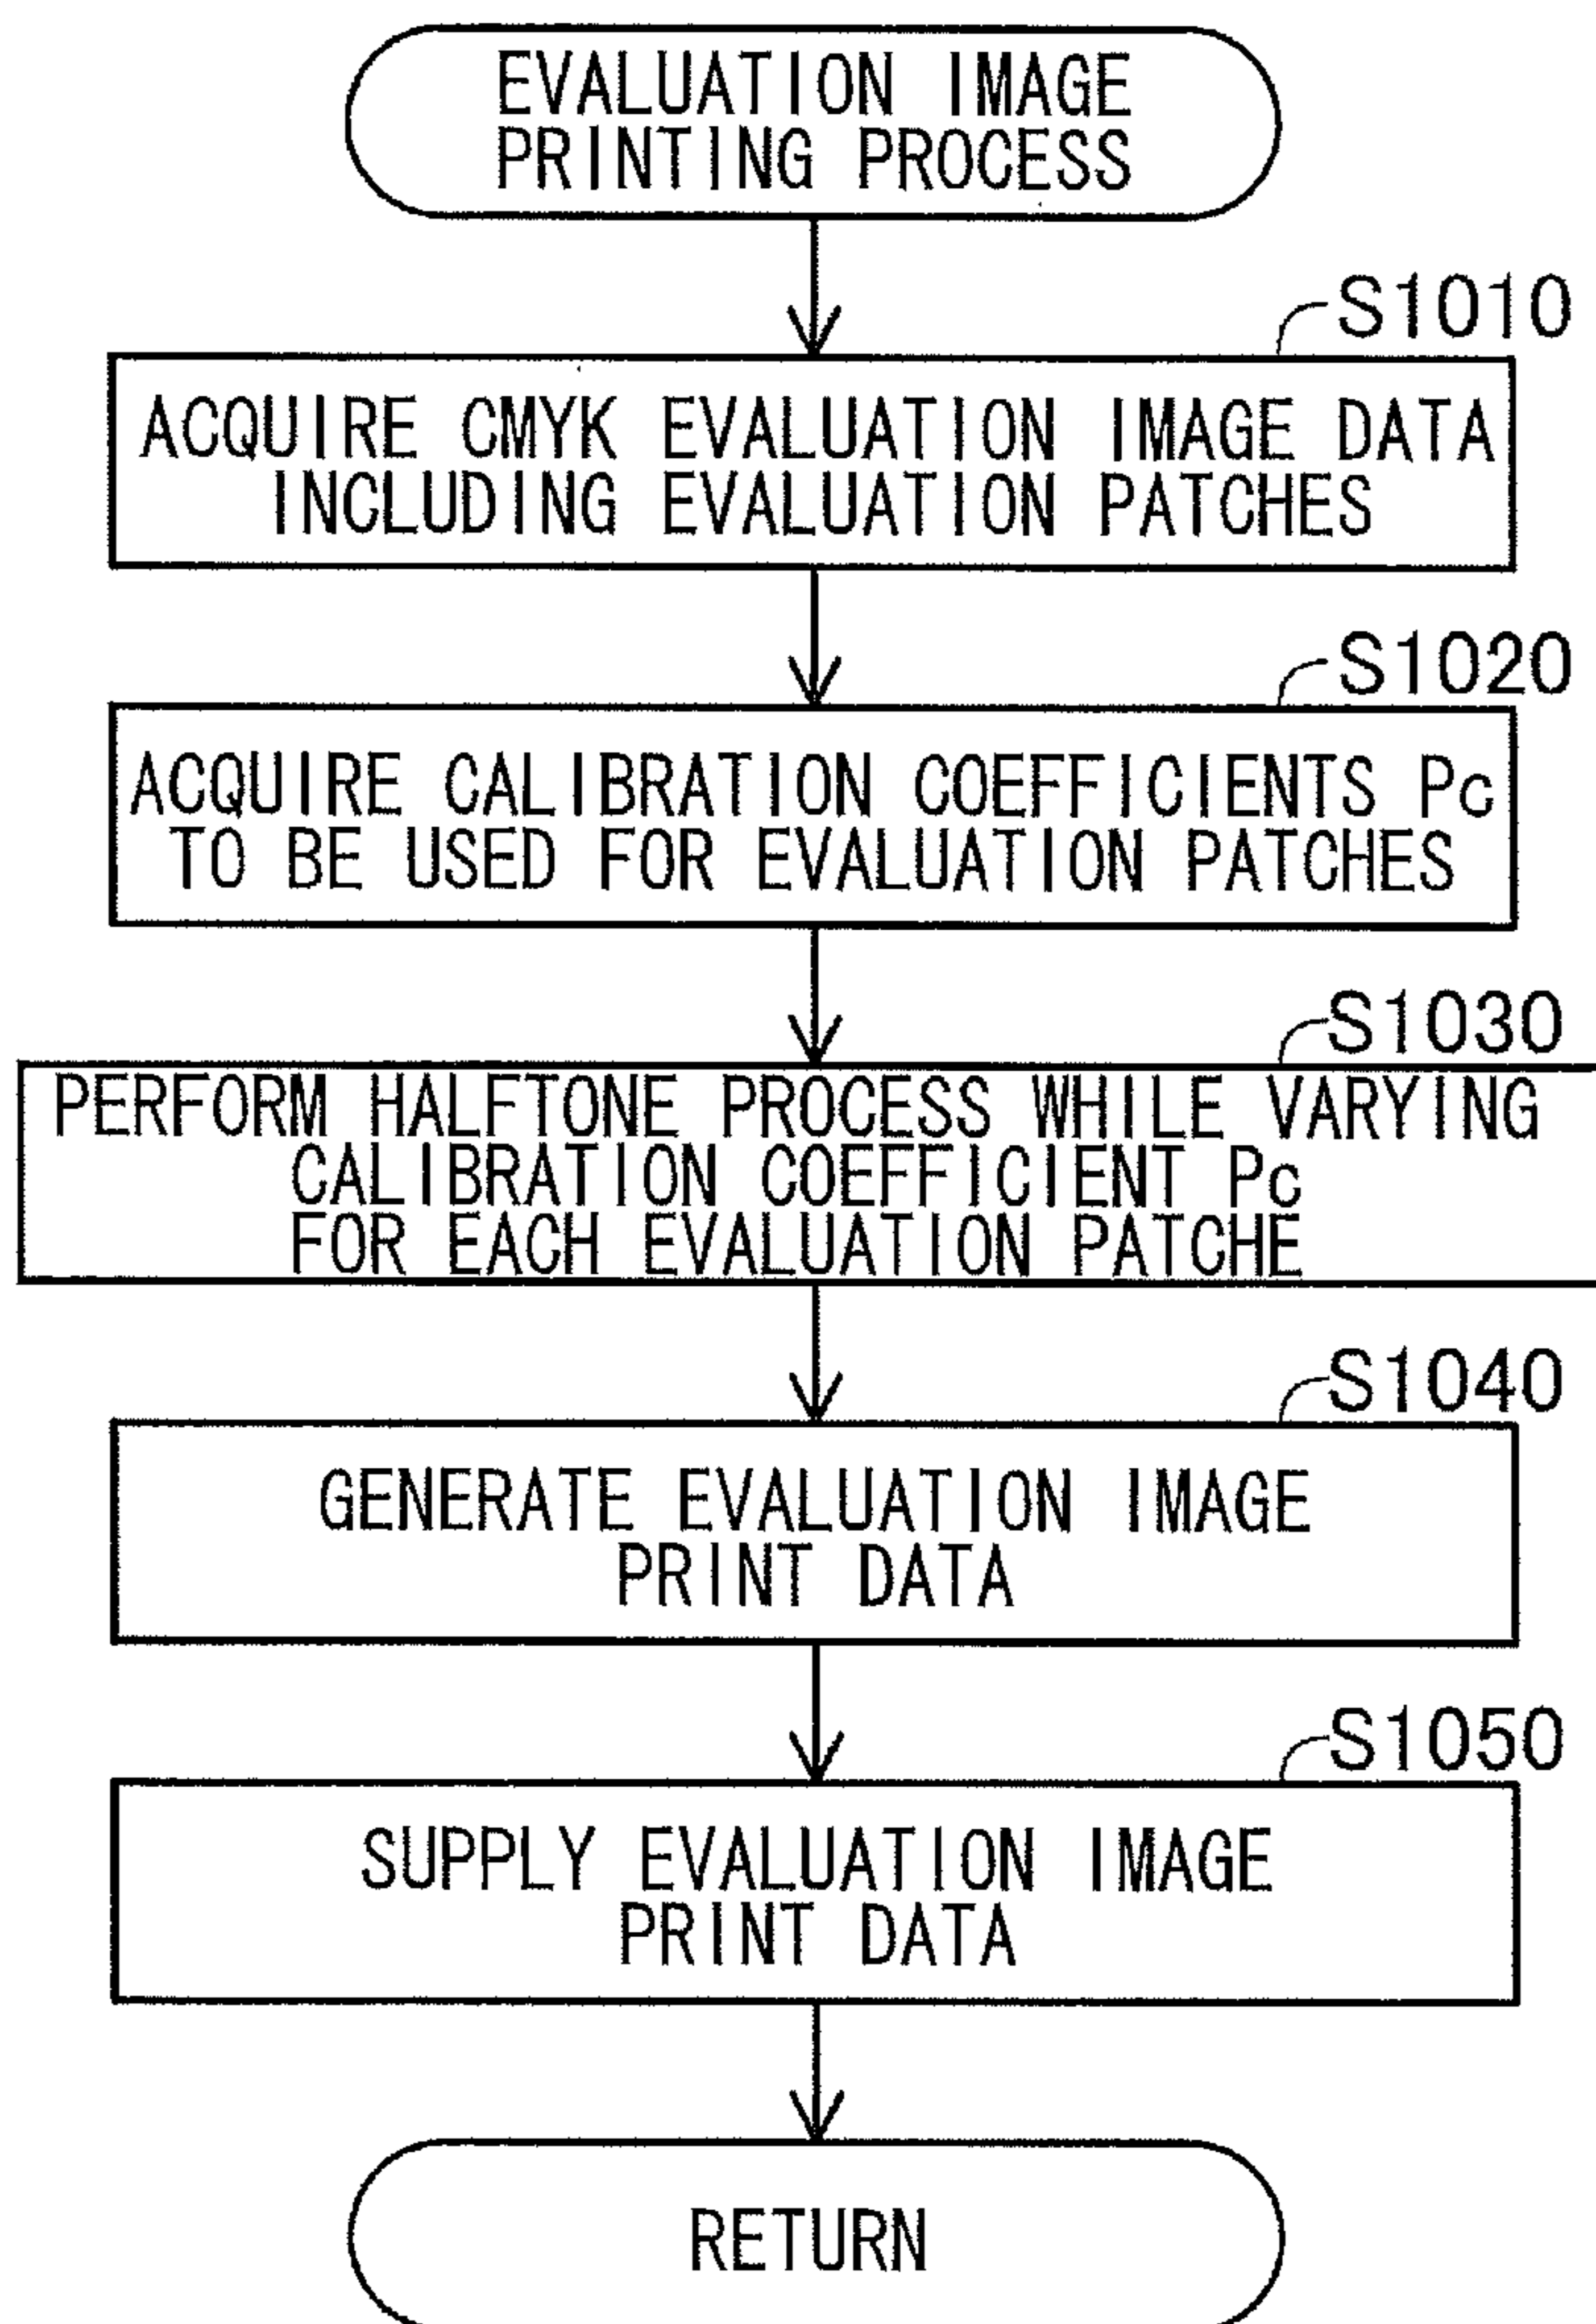 EVALUATION IMAGE
PRINTING PROCESS
S1010
ACQUIRE CMYK EVALUATION IMAGE DATA
INCLUDING EVALUATION PATCHES
S1020
ACQUIRE CALIBRATION COEFFICIENTS Pc
TO BE USED FOR EVALUATION PATCHES
S1030
PERFORM HALFTONE PROCESS WHILE VARYING
CALIBRATION COEFFICIENT Pc
FOR EACH EVALUATION PATCHE
S1040
GENERATE EVALUATION IMAGE
PRINT DATA
S1050
SUPPLY EVALUATION IMAGE
PRINT DATA
RETURN